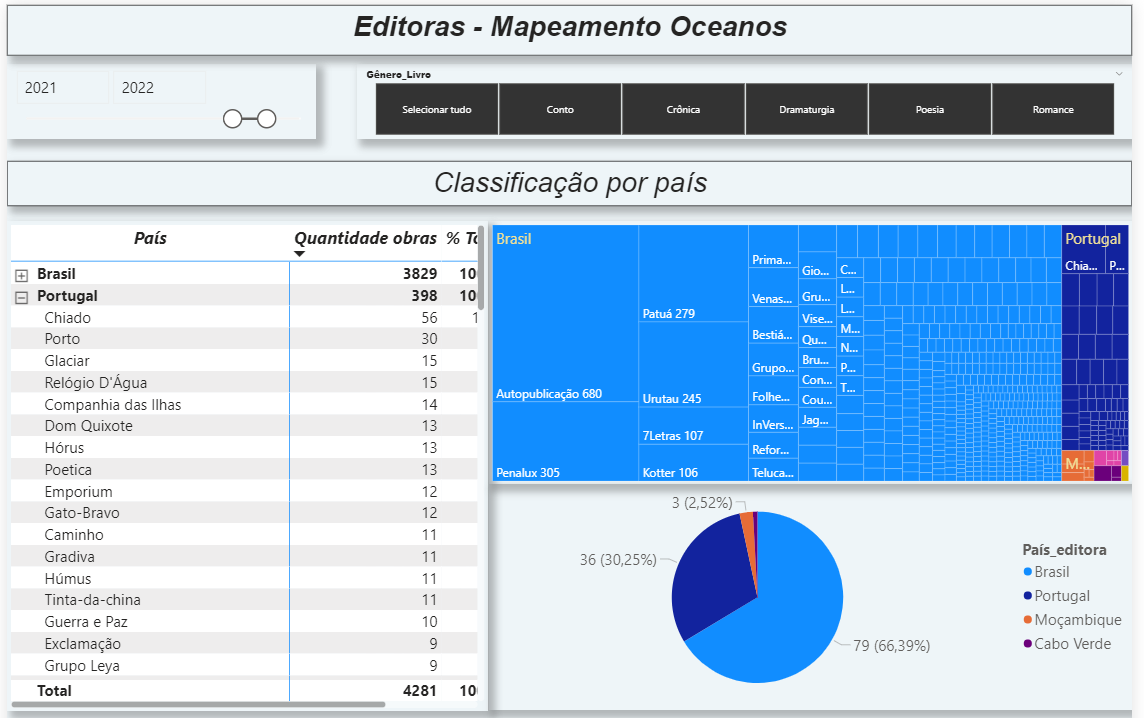 Editoras - Mapeamento Oceanos
2021
2022
Gênero_Livro
Selecionar tudo
Conto
Crônica
Dramaturgia
Poesia
Romance
Classificação por país
País Quantidade obras % To
Brasil 3829 10
Portugal 398 10
Chiado 56 1
Porto 30
Glaciar 15
Relógio D'Água 15
Companhia das Ilhas 14
Dom Quixote 13
Hórus 13
Poetica 13
Emporium 12
Gato-Bravo 12
Caminho 11
Gradiva 11
Húmus 11
Tinta-da-china 11
Guerra e Paz 10
Exclamação 9
Grupo Leya 9
Total 4281 10
Brasil
Autopublicação 680
Penalux 305
Patuá 279
Urutau 245
7Letras 107
Kotter 106
Prima...
Venas...
Bestiá...
Grupo...
Folhe...
InVers...
Refor...
Teluca...
Gio...
Gru...
Vise...
Qu...
Bru...
Con...
Cou...
Jag...
C...
L...
L...
M...
N...
P...
T...
Portugal
Chia...
P...
M...
3 (2,52%)
36 (30,25%)
79 (66,39%)
País_editora
Brasil
Portugal
Moçambique
Cabo Verde